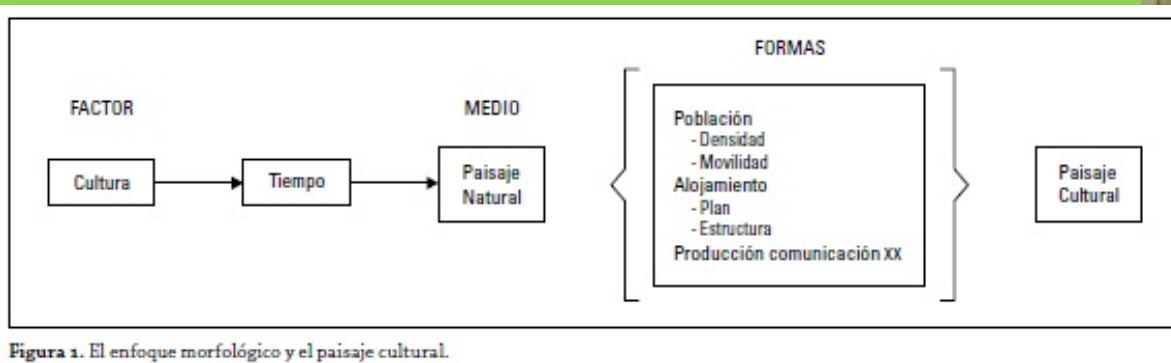 FORMAS
FACTOR
MEDIO
Cultura
Tiempo
Paisaje
Natural
Población
- Densidad
- Movilidad
Alojamiento
- Plan
- Estructura
Producción comunicación XX
Paisaje
Cultural
Figura 1. El enfoque morfológico y el paisaje cultural.